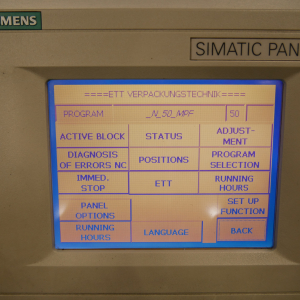 SIEMENS
SIMATIC PAN
====ETT VERPACKUNGSTECHNIK====
PROGRAM _N_50_MPF 50
ACTIVE BLOCK STATUS ADJUST-
MENT
DIAGNOSIS
OF ERRORS NC POSITIONS PROGRAM
SELECTION
IMMED.
STOP ETT RUNNING
HOURS
PANEL
OPTIONS SET UP
FUNCTION
RUNNING
HOURS LANGUAGE BACK